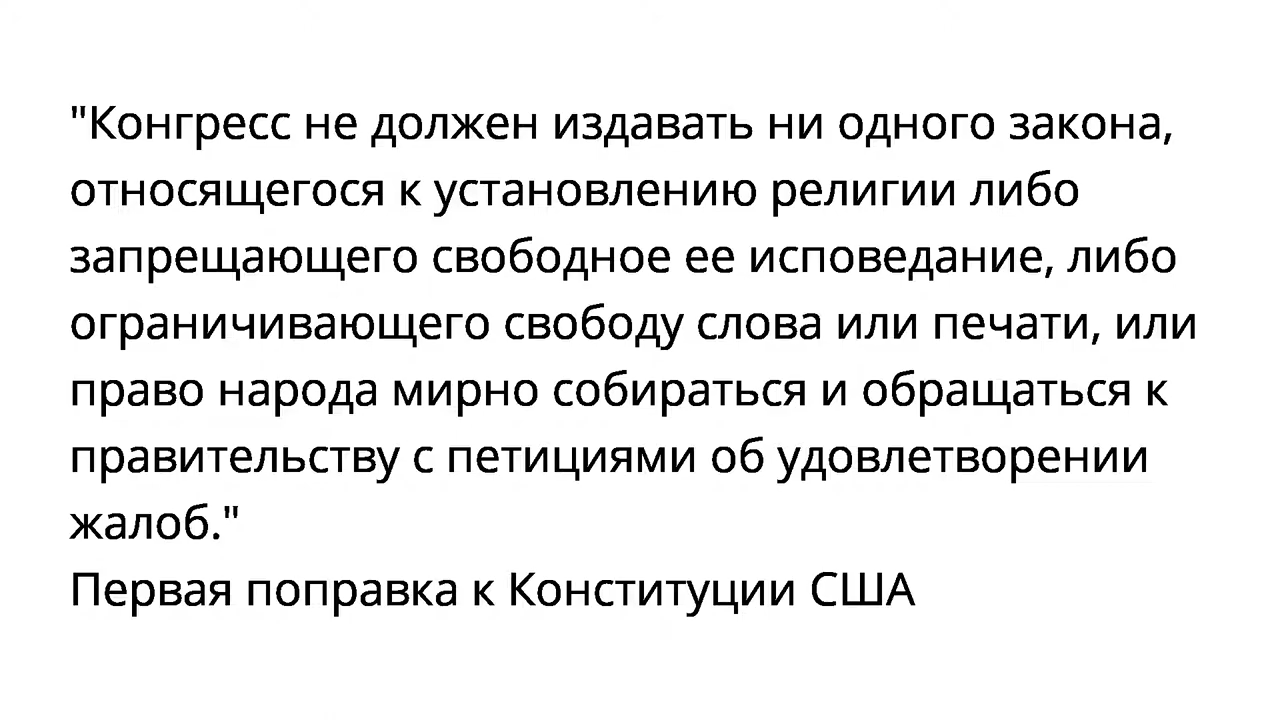 "Конгресс не должен издавать ни одного закона,
относящегося к установлению религии либо
запрещающего свободное ее исповедание, либо
ограничивающего свободу слова или печати, или
право народа мирно собираться и обращаться к
правительству с петициями об удовлетворении
жалоб."
Первая поправка к Конституции США